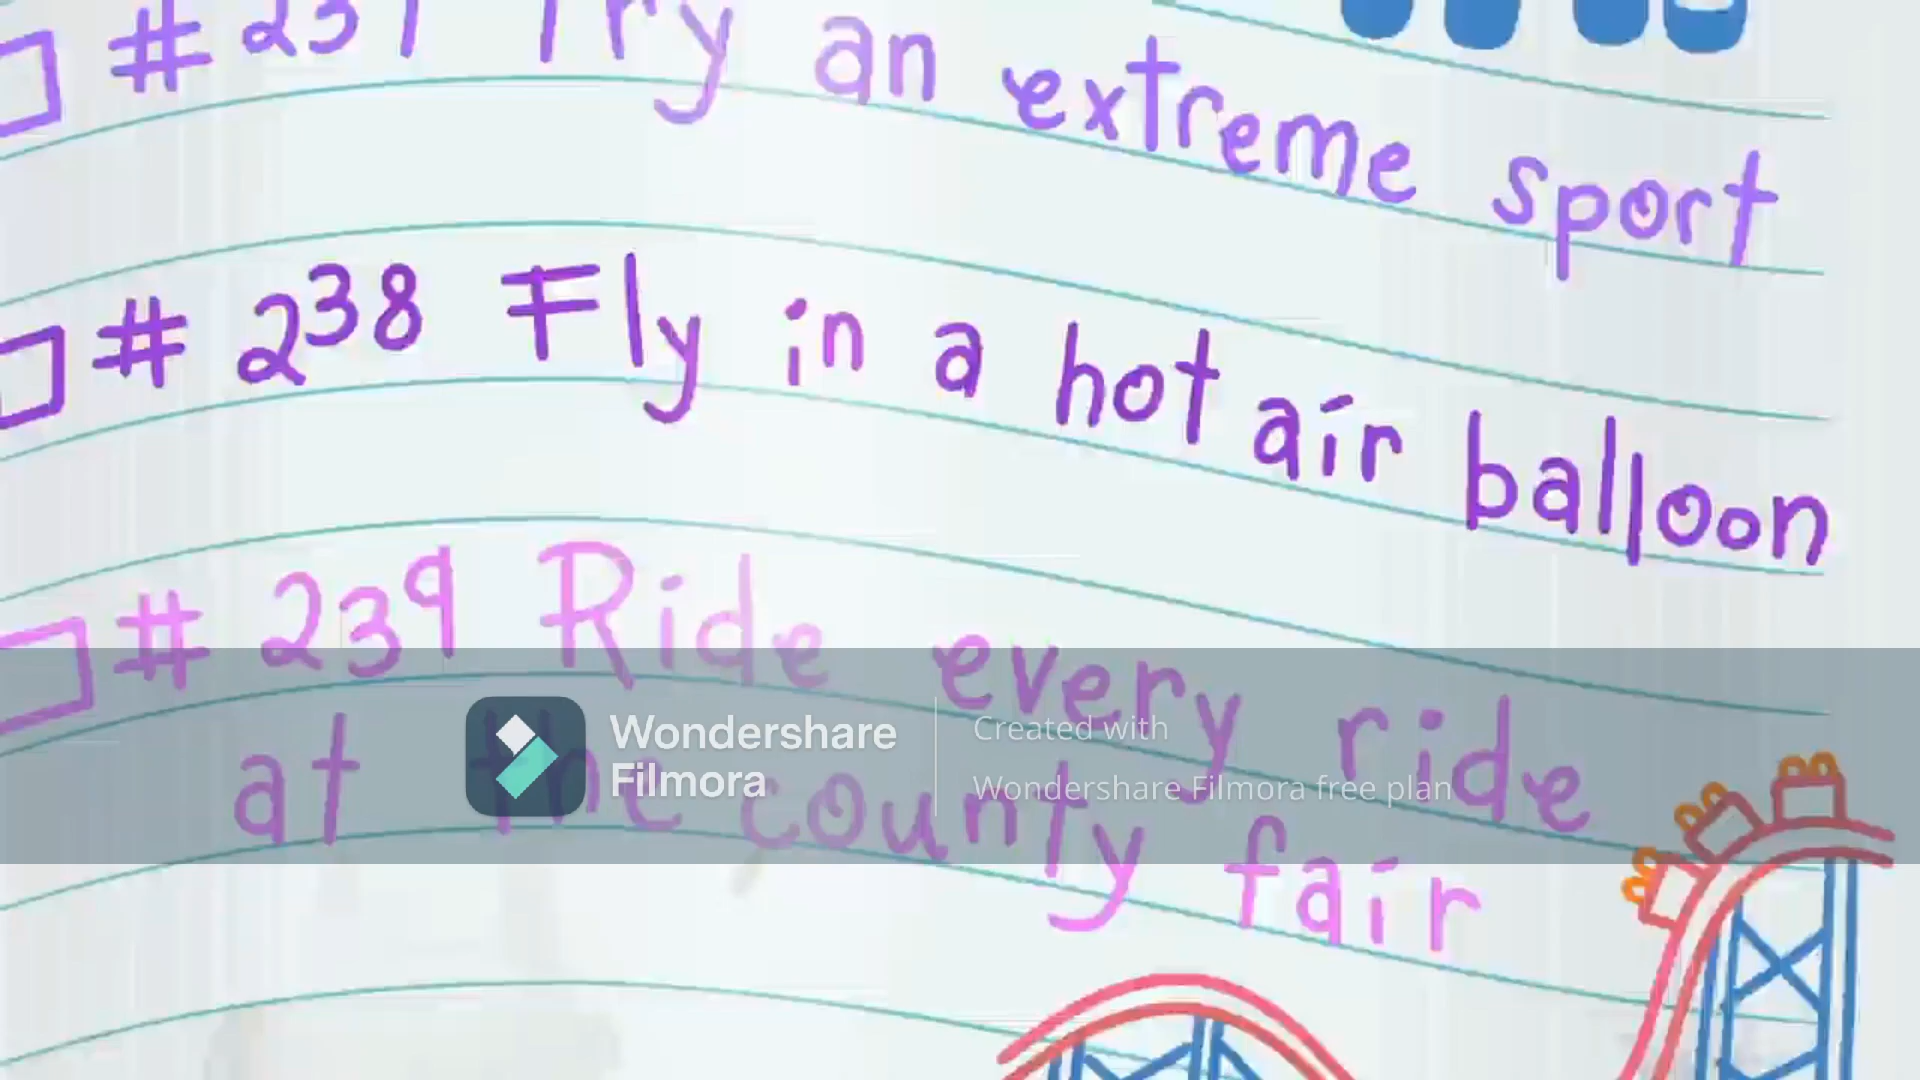 # 237 Try an extreme sport
# 238 Fly in a hot air balloon
# 239 Ride every ride
at the county fair
Wondershare
Filmora
Created with
Wondershare Filmora free plan